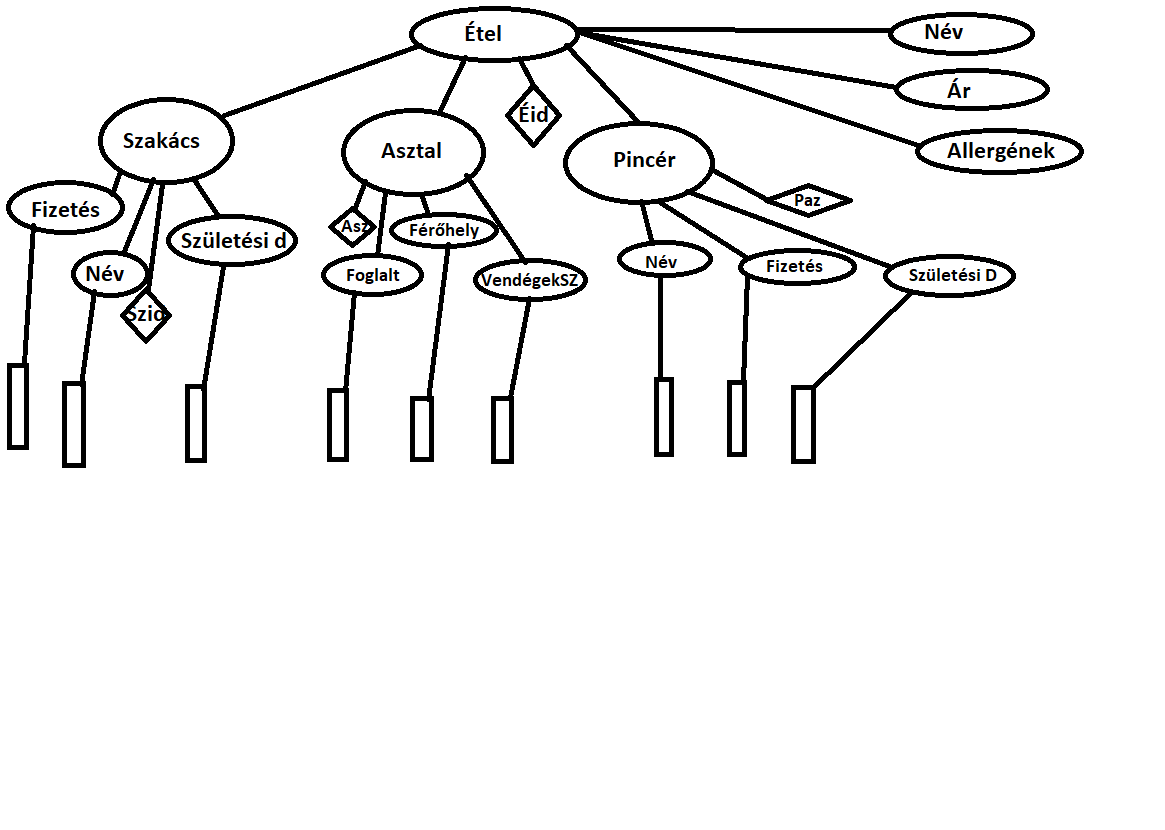 Étel
Név
Ár
Allergének
Szakács
Asztal
Éid
Pincér
Fizetés
Név
Szid
Születési d
Asz
Foglalt
Férőhely
VendégekSZ
Paz
Név
Fizetés
Születési D